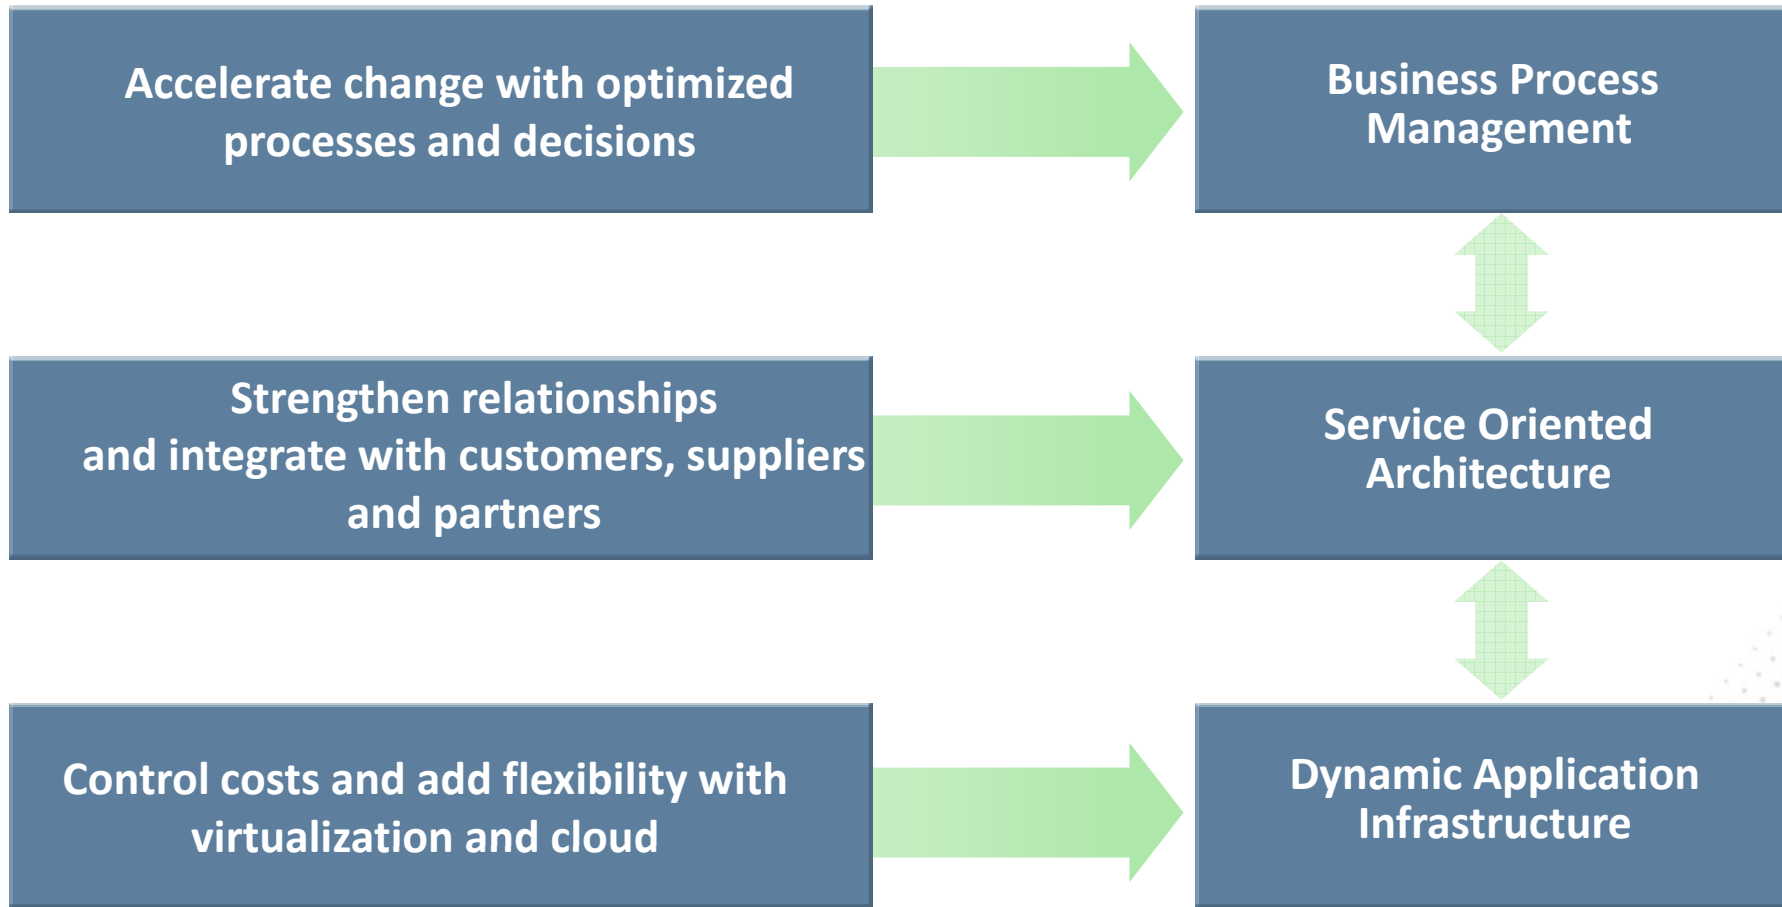 Accelerate change with optimized
processes and decisions
Business Process
Management
Strengthen relationships
and integrate with customers, suppliers
and partners
Service Oriented
Architecture
Control costs and add flexibility with
virtualization and cloud
Dynamic Application
Infrastructure